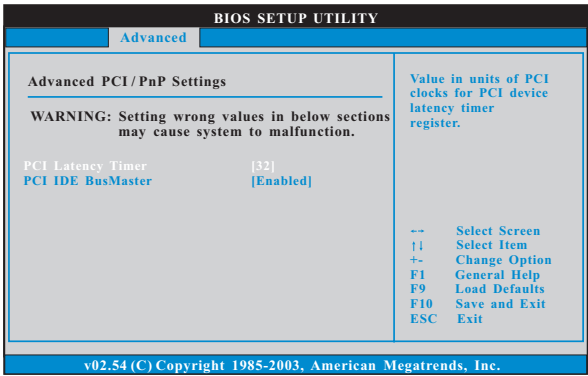 BIOS SETUP UTILITY
Advanced
Advanced PCI / PnP Settings
WARNING: Setting wrong values in below sections
may cause system to malfunction.
PCI Latency Timer [32]
PCI IDE BusMaster [Enabled]
Value in units of PCI
clocks for PCI device
latency timer
register.
←→ Select Screen
↑↓ Select Item
+- Change Option
F1 General Help
F9 Load Defaults
F10 Save and Exit
ESC Exit
v02.54 (C) Copyright 1985-2003, American Megatrends, Inc.